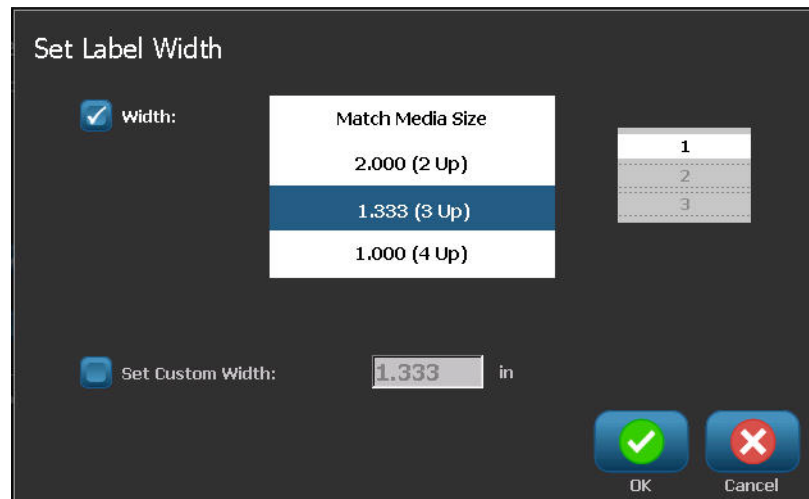 Set Label Width
Width:
Match Media Size
2.000 (2 Up)
1.333 (3 Up)
1.000 (4 Up)
1
2
3
Set Custom Width:
1.333 in
OK
Cancel